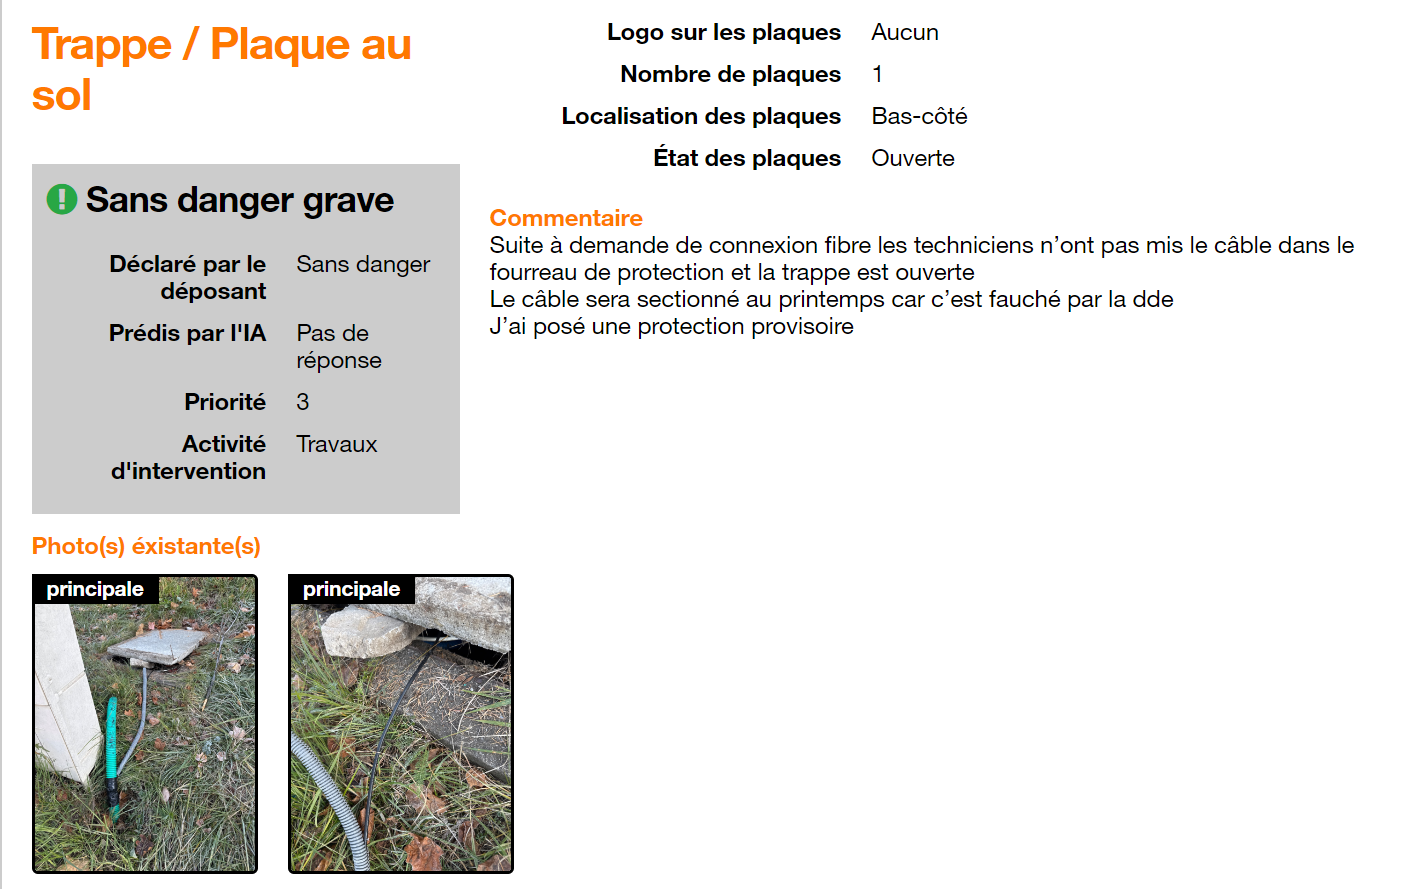 Trappe / Plaque au
sol
Sans danger grave
Déclaré par le Sans danger
déposant
Prédis par l'IA Pas de
réponse
Priorité 3
Activité Travaux
d'intervention
Photo(s) éxistante(s)
principale
principale
Logo sur les plaques Aucun
Nombre de plaques 1
Localisation des plaques Bas-côté
État des plaques Ouverte
Commentaire
Suite à demande de connexion fibre les techniciens n’ont pas mis le câble dans le
fourreau de protection et la trappe est ouverte
Le câble sera sectionné au printemps car c’est fauché par la dde
J’ai posé une protection provisoire